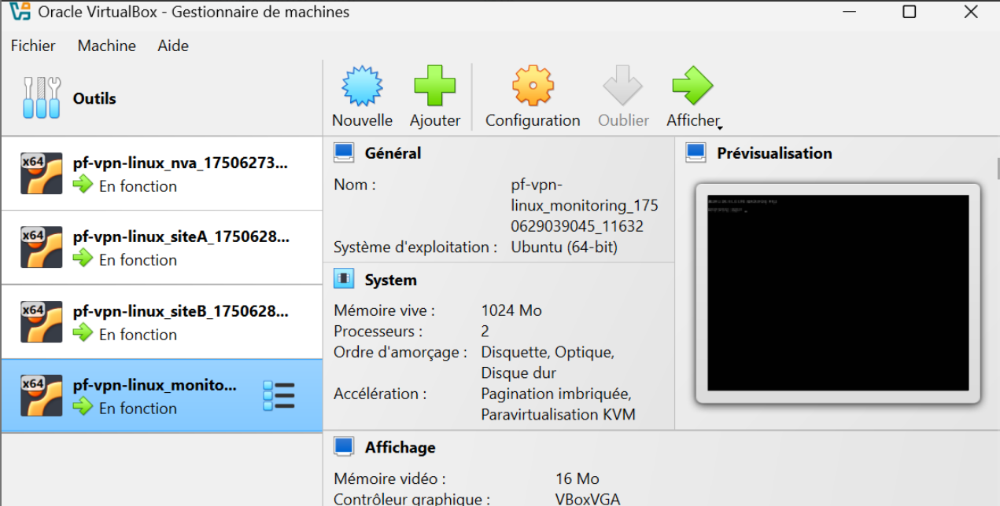 Oracle VirtualBox - Gestionnaire de machines
Fichier Machine Aide
Outils
Nouvelle Ajouter Configuration Oublier Afficher
x64
pf-vpn-linux_nva_17506273...
En fonction
x64
pf-vpn-linux_siteA_1750628...
En fonction
x64
pf-vpn-linux_siteB_1750628...
En fonction
x64
pf-vpn-linux_monito...
En fonction
Général
Nom : pf-vpn-
linux_monitoring_175
0629039045_11632
Système d'exploitation : Ubuntu (64-bit)
System
Mémoire vive : 1024 Mo
Processeurs : 2
Ordre d'amorçage : Disquette, Optique,
Disque dur
Accélération : Pagination imbriquée,
Paravirtualisation KVM
Affichage
Mémoire vidéo : 16 Mo
Contrôleur graphique : VBoxVGA
Prévisualisation